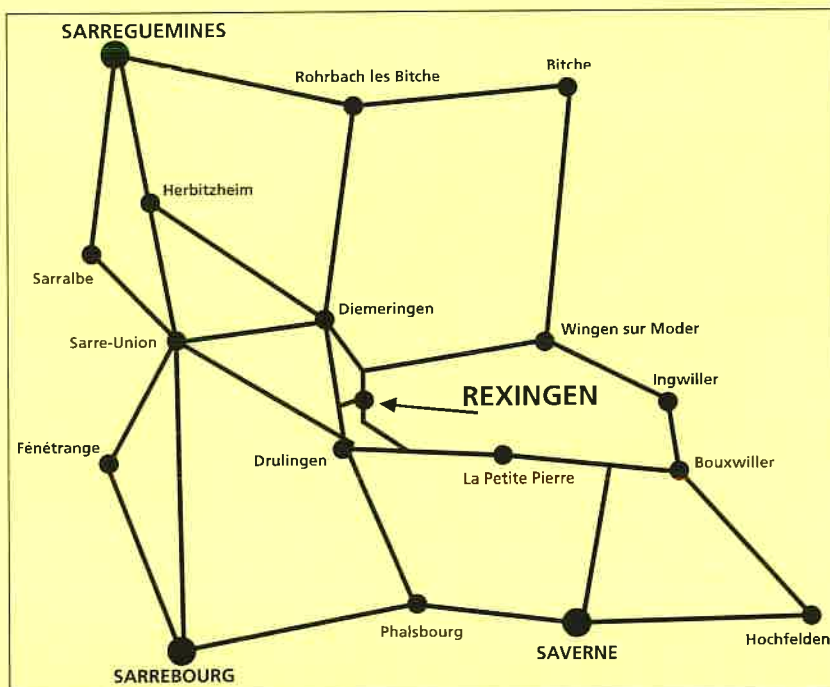 SARREGUEMINES
Rohrbach les Bitche
Bitche
Herbitzheim
Sarralbe
Diemeringen
Sarre-Union
Wingen sur Moder
Ingwiller
REXINGEN
Fénétrange
Drulingen
La Petite Pierre
Bouxwiller
Phalsbourg
SAVERNE
Hochfelden
SARREBOURG